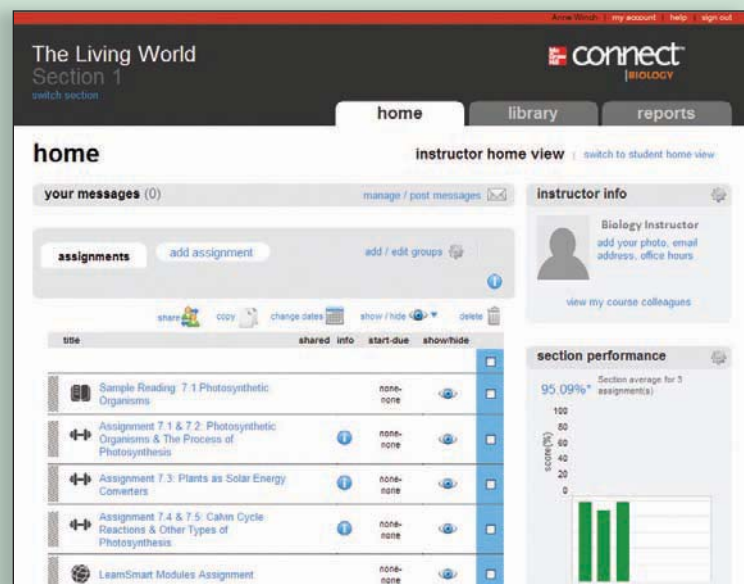 Anne Winch | my account | help | sign out
The Living World
Section 1
switch section
Mc
Graw
Hill
connect
BIOLOGY
home
library
reports
home
instructor home view | switch to student home view
your messages (0)
manage / post messages
assignments
add assignment
add / edit groups
share
copy
change dates
show / hide
delete
title
shared
info
start-due
show/hide
Sample Reading: 7.1 Photosynthetic
Organisms
none-
none
Assignment 7.1 & 7.2: Photosynthetic
Organisms & The Process of
Photosynthesis
none-
none
Assignment 7.3: Plants as Solar Energy
Converters
none-
none
Assignment 7.4 & 7.5: Calvin Cycle
Reactions & Other Types of
Photosynthesis
none-
none
LearnSmart Modules Assignment
none-
none
instructor info
Biology Instructor
add your photo, email
address, office hours
view my course colleagues
section performance
95.09%*
Section average for 3
assignment(s)
score(%)
100
80
60
40
20
0